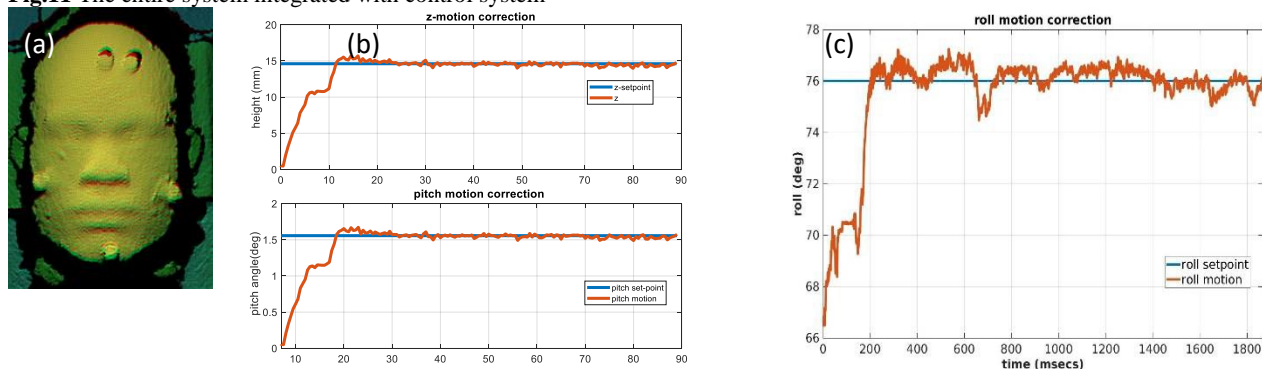 Fig.11 The entire system integrated with control system
(a)
z-motion correction
(b)
20
15
10
5
0
height (mm)
z-setpoint
z
0 10 20 30 40 50 60 70 80 90
pitch motion correction
2
1.5
1
0.5
0
pitch angle(deg)
pitch set-point
pitch motion
10 20 30 40 50 60 70 80 90
roll motion correction
(c)
78
76
74
72
70
68
66
roll (deg)
roll setpoint
roll motion
0 200 400 600 800 1000 1200 1400 1600 1800
time (msecs)